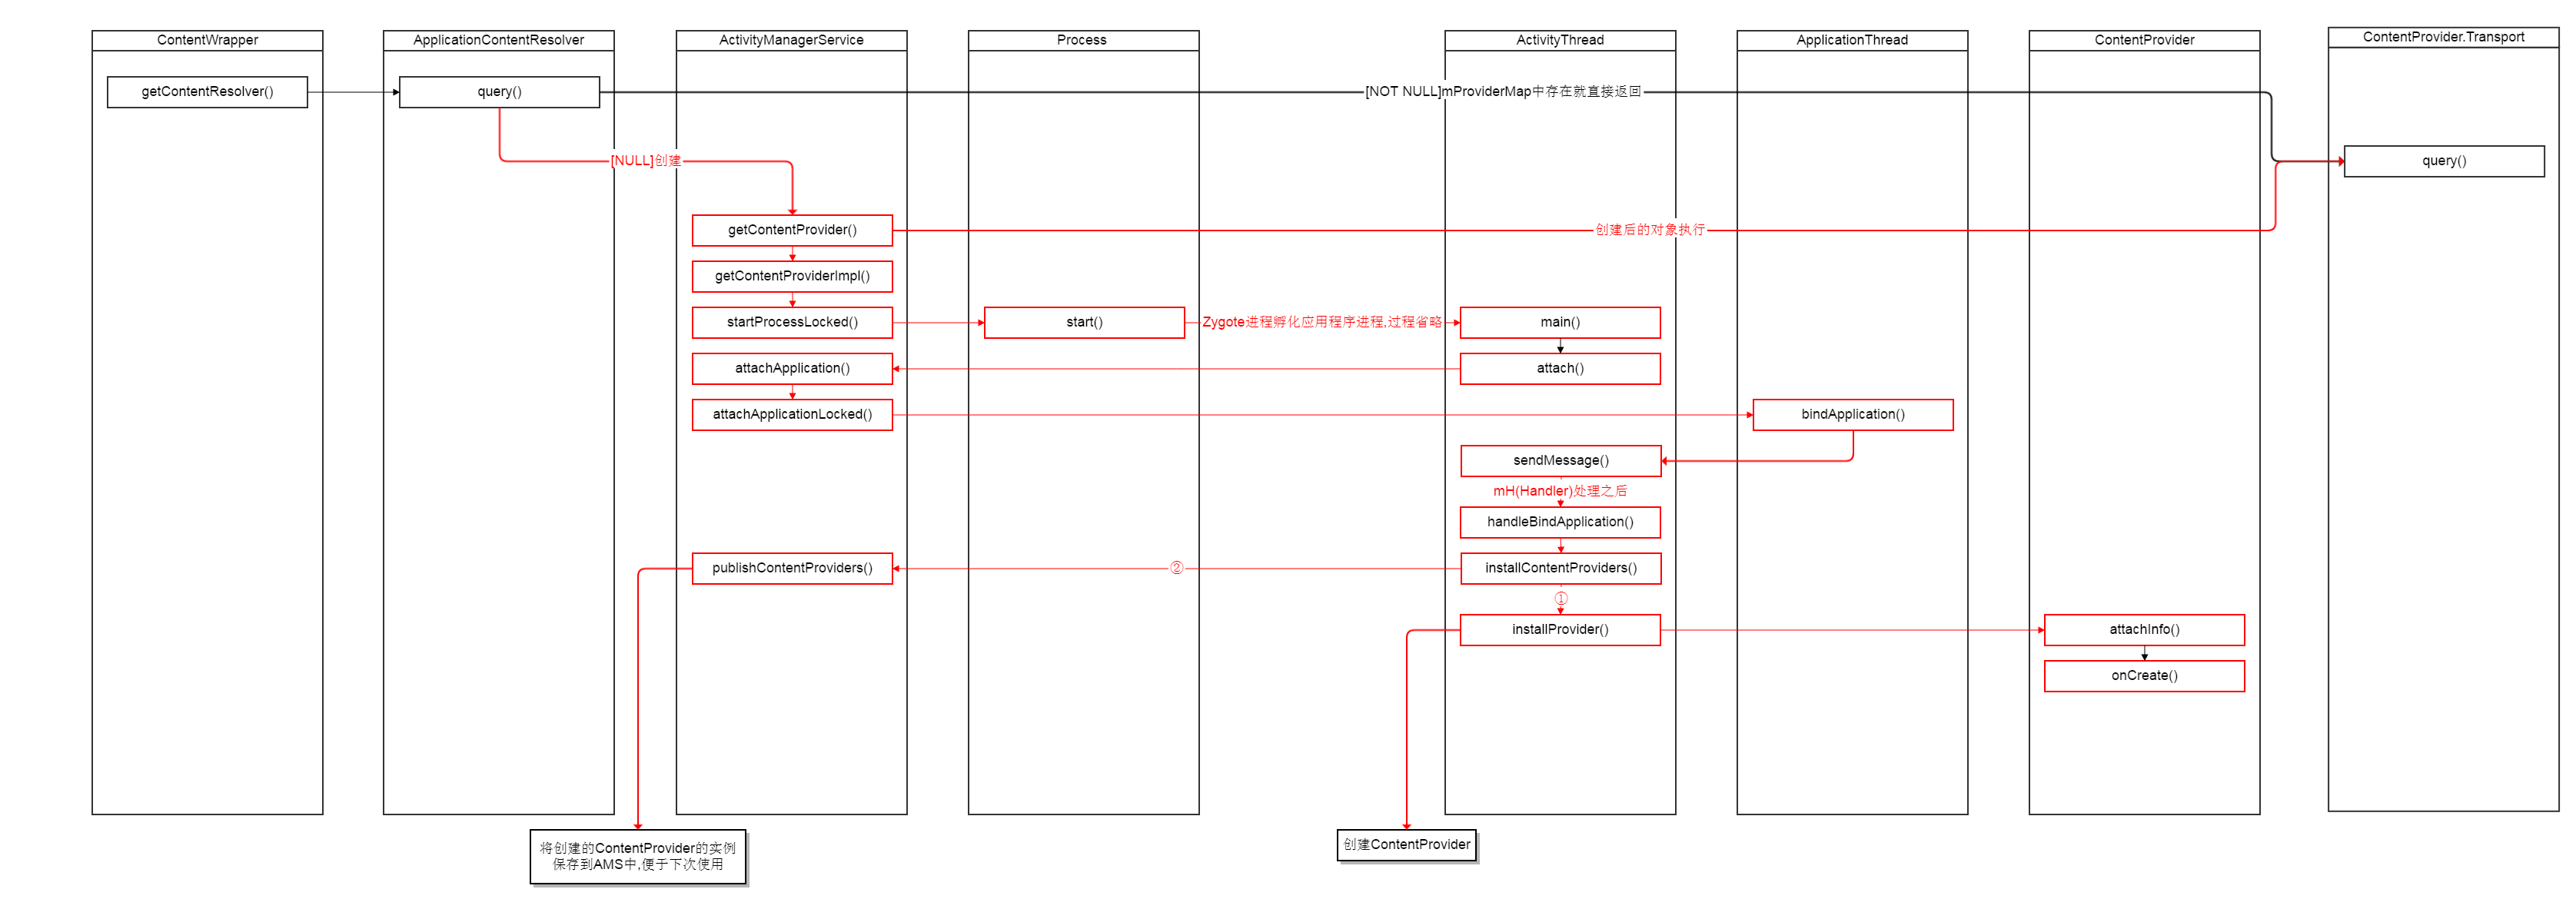 ContentWrapper
ApplicationContentResolver
ActivityManagerService
Process
ActivityThread
ApplicationThread
ContentProvider
ContentProvider.Transport
getContentResolver()
query()
[NOT NULL]mProviderMap中存在就直接返回
[NULL]创建
query()
getContentProvider()
创建后的对象执行
getContentProviderImpl()
startProcessLocked()
start()
Zygote进程孵化应用程序进程,过程省略
main()
attachApplication()
attach()
attachApplicationLocked()
bindApplication()
sendMessage()
mH(Handler)处理之后
handleBindApplication()
publishContentProviders()
②
installContentProviders()
①
installProvider()
attachInfo()
onCreate()
将创建的ContentProvider的实例
保存到AMS中,便于下次使用
创建ContentProvider